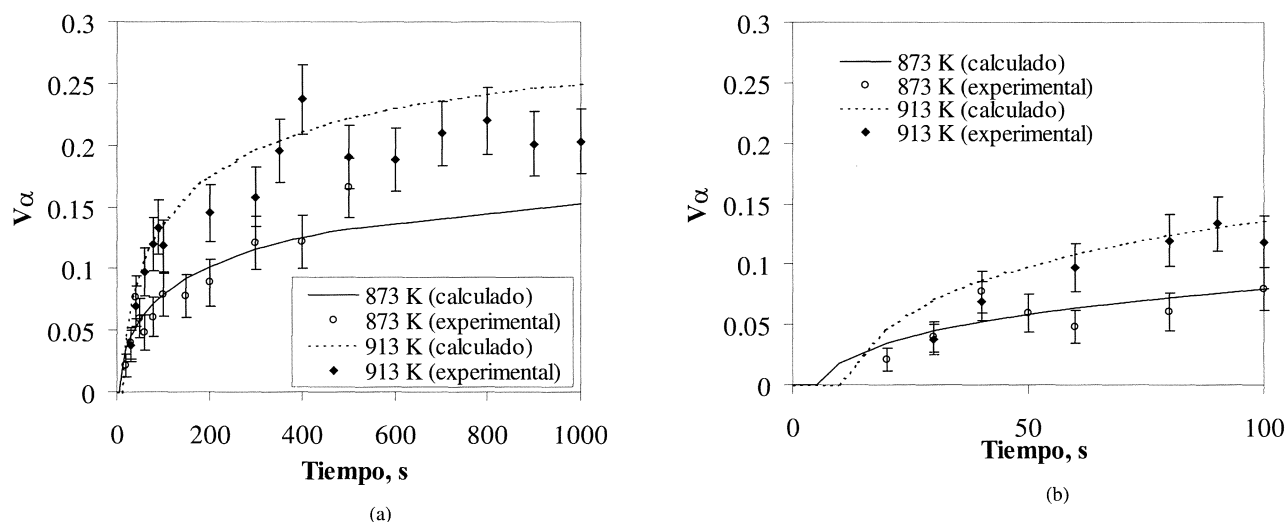 0.3
0.25
0.2
0.15
0.1
0.05
0
Vα
873 K (calculado)
873 K (experimental)
913 K (calculado)
913 K (experimental)
0
200
400
600
800
1000
Tiempo, s
(a)
0.3
0.25
0.2
0.15
0.1
0.05
0
Vα
873 K (calculado)
873 K (experimental)
913 K (calculado)
913 K (experimental)
0
50
100
Tiempo, s
(b)